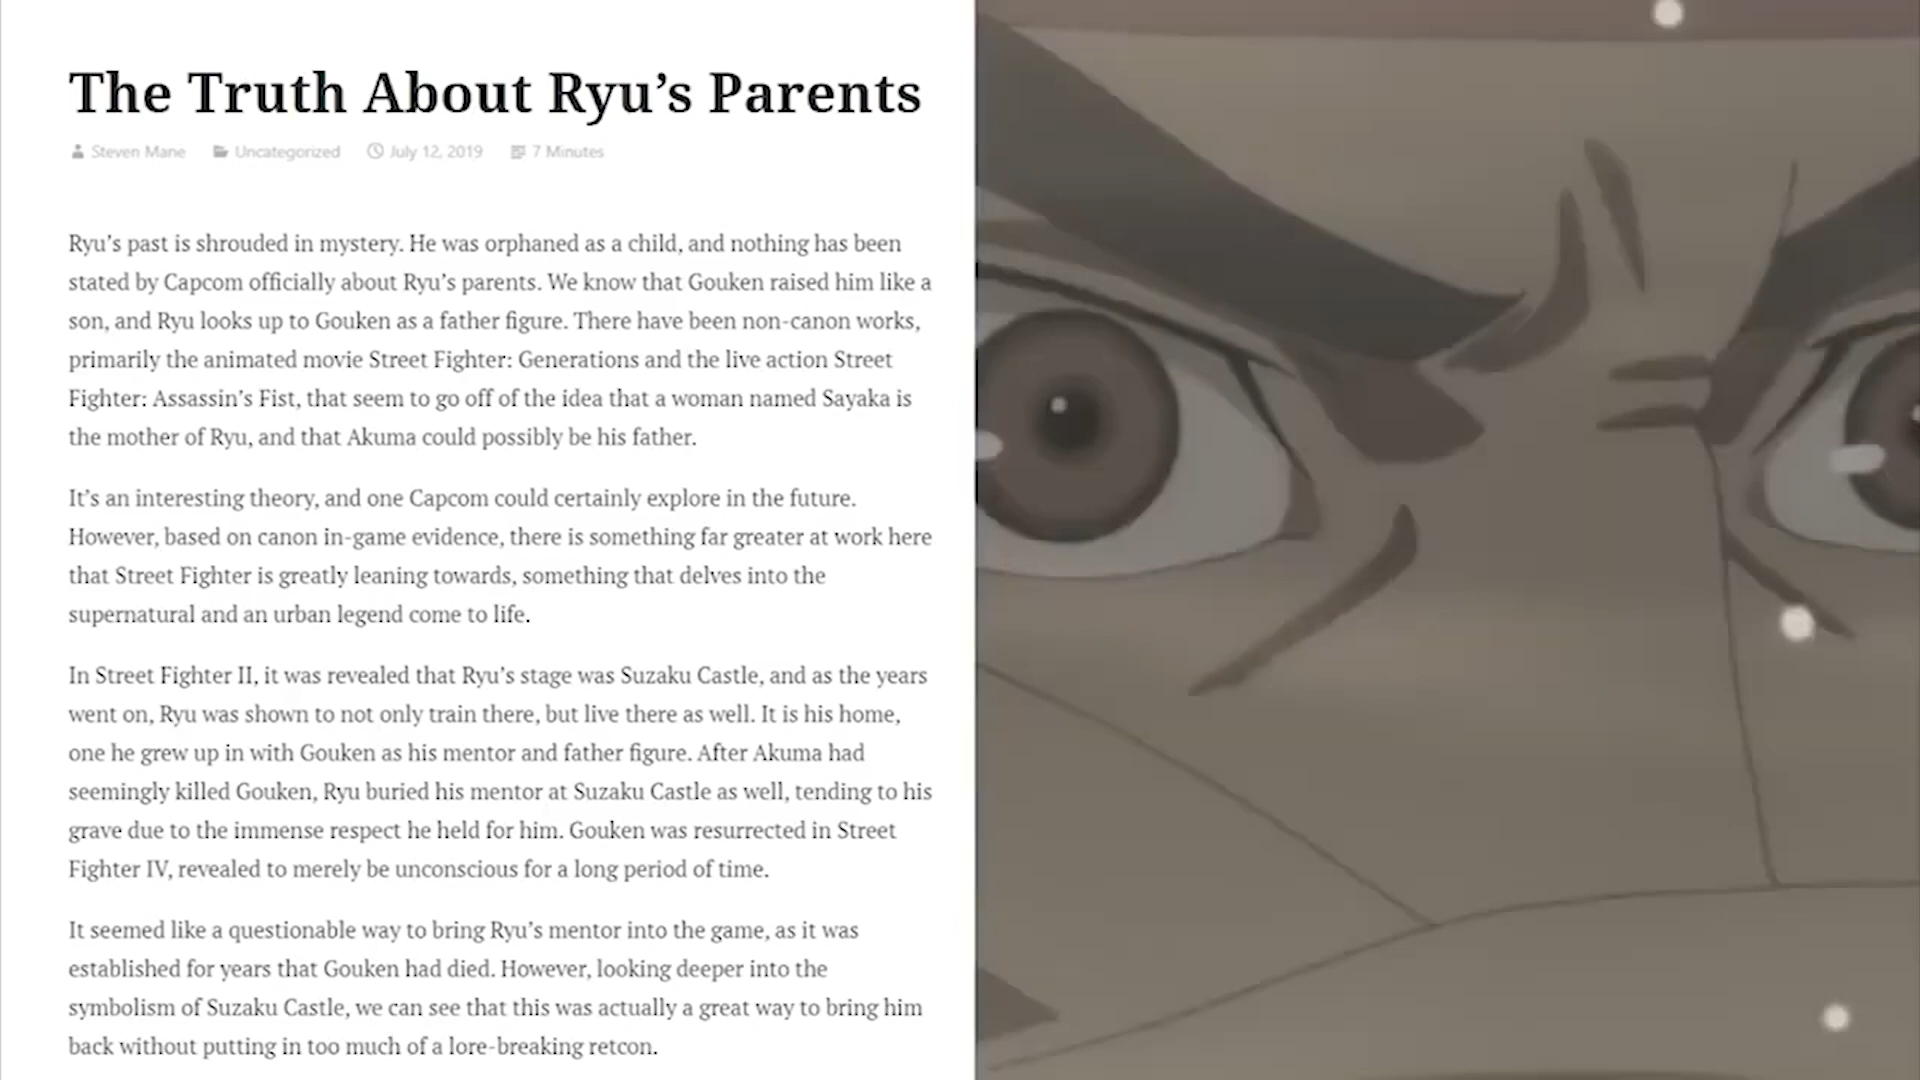 The Truth About Ryu’s Parents
Steven Mane Uncategorized July 12, 2019 7 Minutes
Ryu’s past is shrouded in mystery. He was orphaned as a child, and nothing has been
stated by Capcom officially about Ryu’s parents. We know that Gouken raised him like a
son, and Ryu looks up to Gouken as a father figure. There have been non-canon works,
primarily the animated movie Street Fighter: Generations and the live action Street
Fighter: Assassin’s Fist, that seem to go off of the idea that a woman named Sayaka is
the mother of Ryu, and that Akuma could possibly be his father.
It’s an interesting theory, and one Capcom could certainly explore in the future.
However, based on canon in-game evidence, there is something far greater at work here
that Street Fighter is greatly leaning towards, something that delves into the
supernatural and an urban legend come to life.
In Street Fighter II, it was revealed that Ryu’s stage was Suzaku Castle, and as the years
went on, Ryu was shown to not only train there, but live there as well. It is his home,
one he grew up in with Gouken as his mentor and father figure. After Akuma had
seemingly killed Gouken, Ryu buried his mentor at Suzaku Castle as well, tending to his
grave due to the immense respect he held for him. Gouken was resurrected in Street
Fighter IV, revealed to merely be unconscious for a long period of time.
It seemed like a questionable way to bring Ryu’s mentor into the game, as it was
established for years that Gouken had died. However, looking deeper into the
symbolism of Suzaku Castle, we can see that this was actually a great way to bring him
back without putting in too much of a lore-breaking retcon.